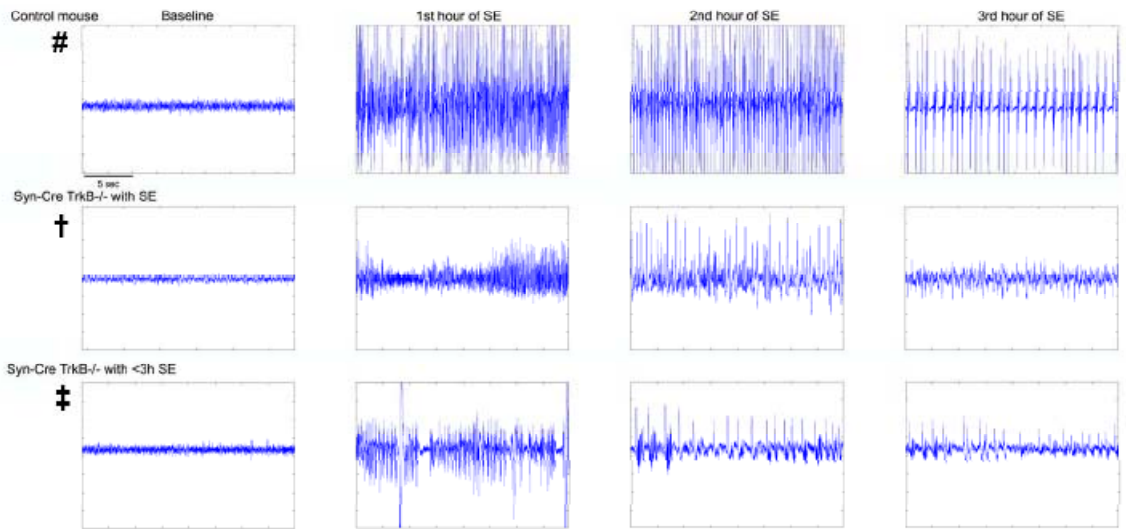 Control mouse Baseline 1st hour of SE 2nd hour of SE 3rd hour of SE
#
5 sec
Syn-Cre TrkB-/- with SE
†
Syn-Cre TrkB-/- with <3h SE
‡